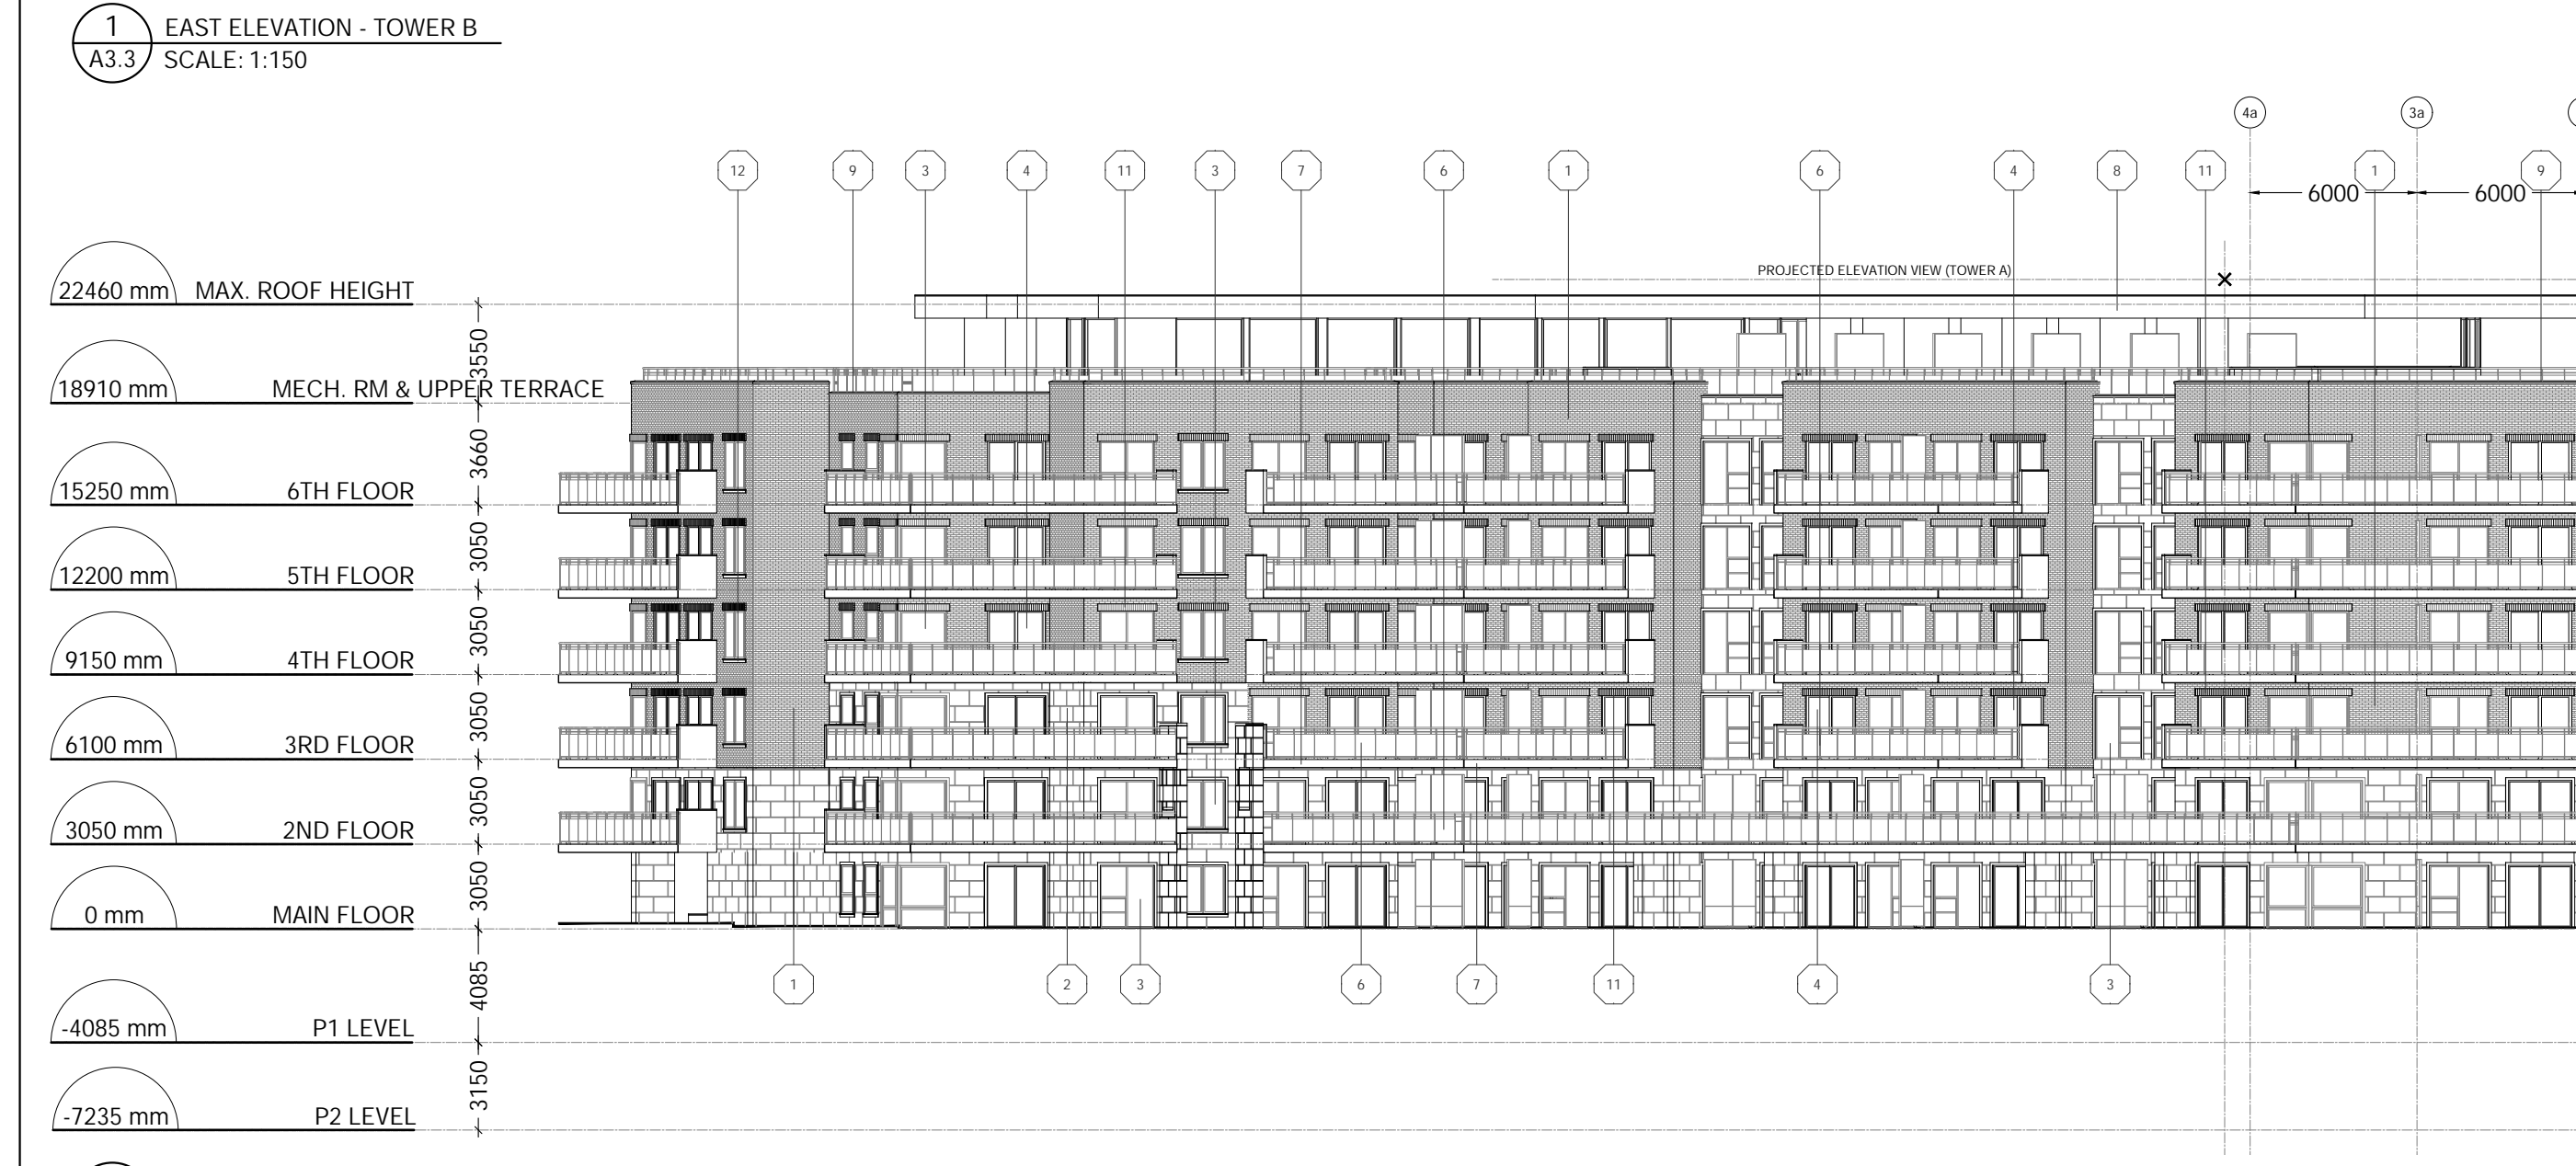 1
EAST ELEVATION - TOWER B
A3.3
SCALE: 1:150
4a
3a
12
9
3
4
11
3
7
6
1
6
4
8
11
1
9
6000
6000
PROJECTED ELEVATION VIEW (TOWER A)
22460 mm MAX. ROOF HEIGHT
3550
18910 mm MECH. RM & UPPER TERRACE
3660
15250 mm 6TH FLOOR
3050
12200 mm 5TH FLOOR
3050
9150 mm 4TH FLOOR
3050
6100 mm 3RD FLOOR
3050
3050 mm 2ND FLOOR
3050
0 mm MAIN FLOOR
4085
1
2
3
6
7
11
4
3
-4085 mm P1 LEVEL
3150
-7235 mm P2 LEVEL